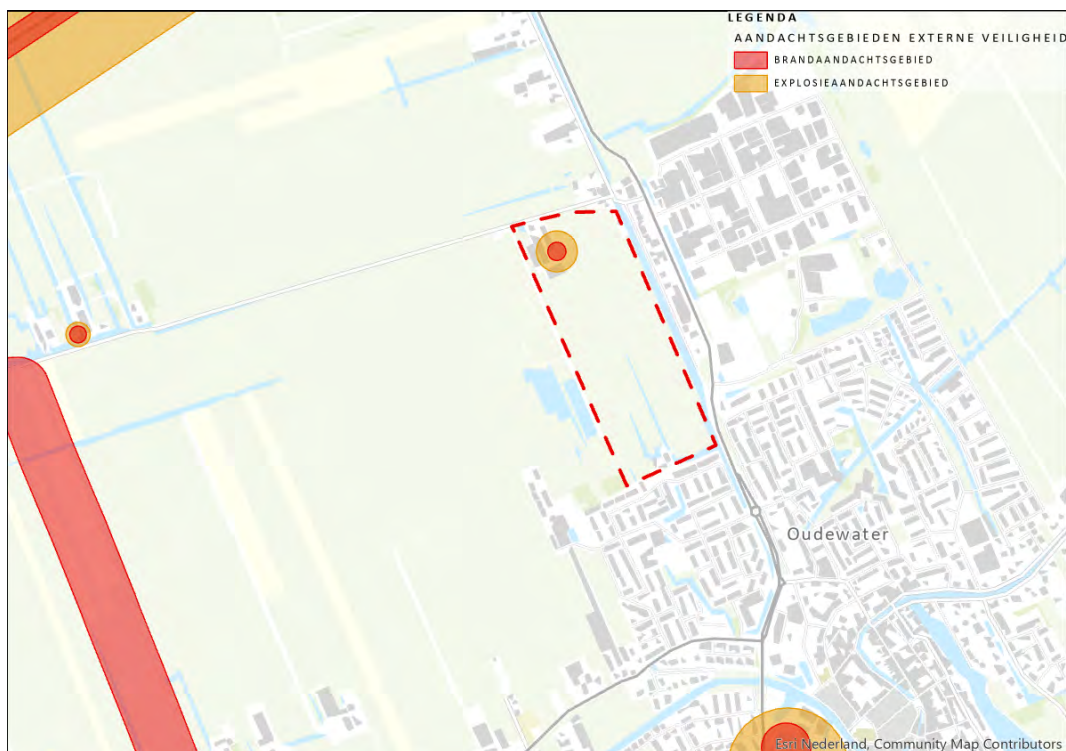 LEGENDA
AANDACHTSGEBIEDEN EXTERNE VEILIGHEID
BRANDAANDACHTSGEBIED
EXPLOSIEAANDACHTSGEBIED
Oudewater
Esri Nederland, Community Map Contributors